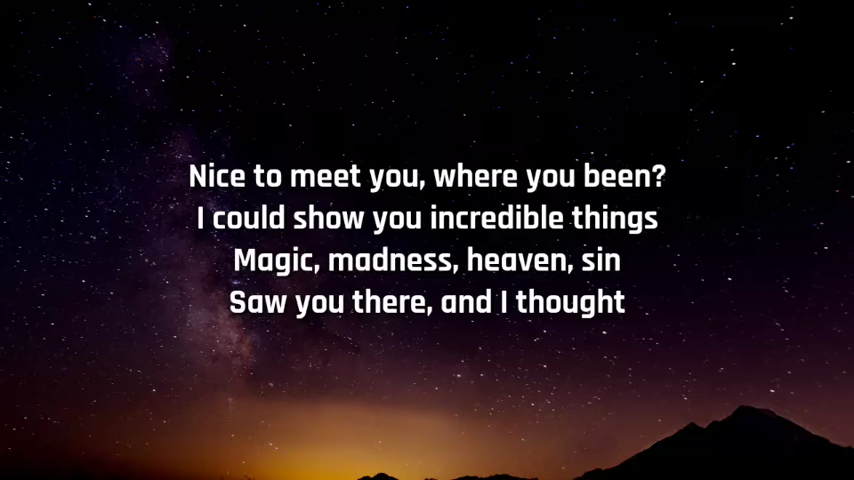 Nice to meet you, where you been?
I could show you incredible things
Magic, madness, heaven, sin
Saw you there, and I thought